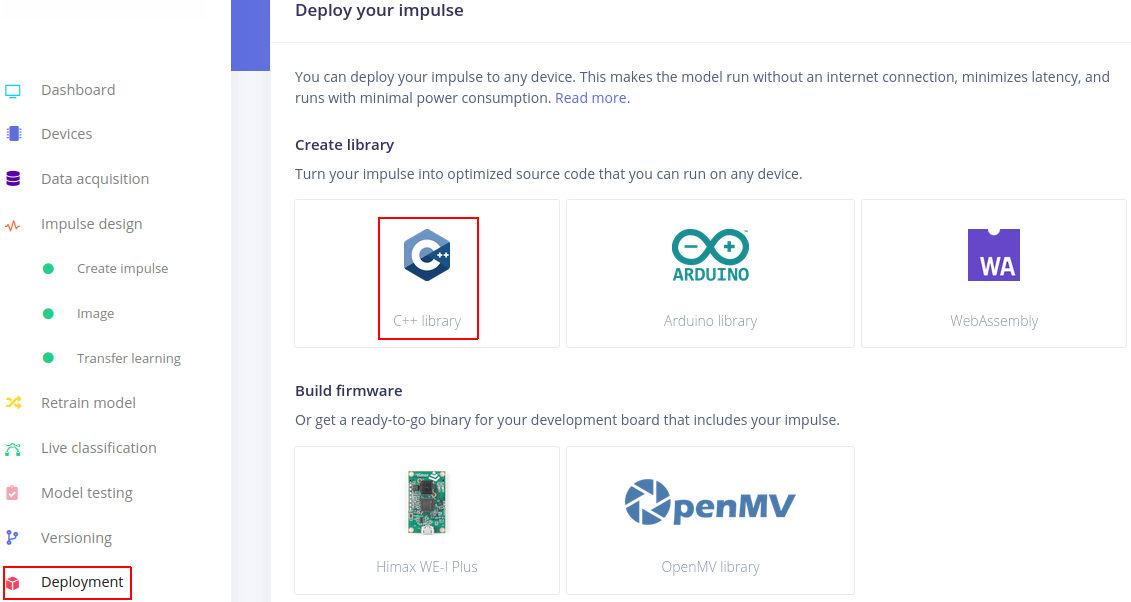 Dashboard
Devices
Data acquisition
Impulse design
Create impulse
Image
Transfer learning
Retrain model
Live classification
Model testing
Versioning
Deployment
Deploy your impulse
You can deploy your impulse to any device. This makes the model run without an internet connection, minimizes latency, and
runs with minimal power consumption. Read more.
Create library
Turn your impulse into optimized source code that you can run on any device.
C++
C++ library
ARDUINO
Arduino library
WA
WebAssembly
Build firmware
Or get a ready-to-go binary for your development board that includes your impulse.
Himax WE-I Plus
OpenMV
OpenMV library